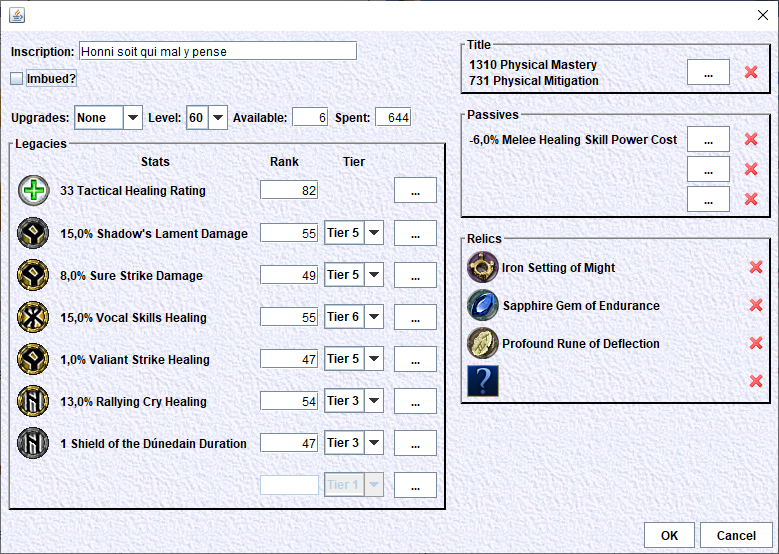 Inscription: Honni soit qui mal y pense
Imbued?
Upgrades: None Level: 60 Available: 6 Spent: 644
Legacies
Stats Rank Tier
33 Tactical Healing Rating 82 ...
15,0% Shadow's Lament Damage 55 Tier 5 ...
8,0% Sure Strike Damage 49 Tier 5 ...
15,0% Vocal Skills Healing 55 Tier 6 ...
1,0% Valiant Strike Healing 47 Tier 5 ...
13,0% Rallying Cry Healing 54 Tier 3 ...
1 Shield of the Dúnedain Duration 47 Tier 3 ...
Tier 1 ...
Title
1310 Physical Mastery
731 Physical Mitigation
...
Passives
-6,0% Melee Healing Skill Power Cost ...
...
...
Relics
Iron Setting of Might
Sapphire Gem of Endurance
Profound Rune of Deflection
?
OK Cancel